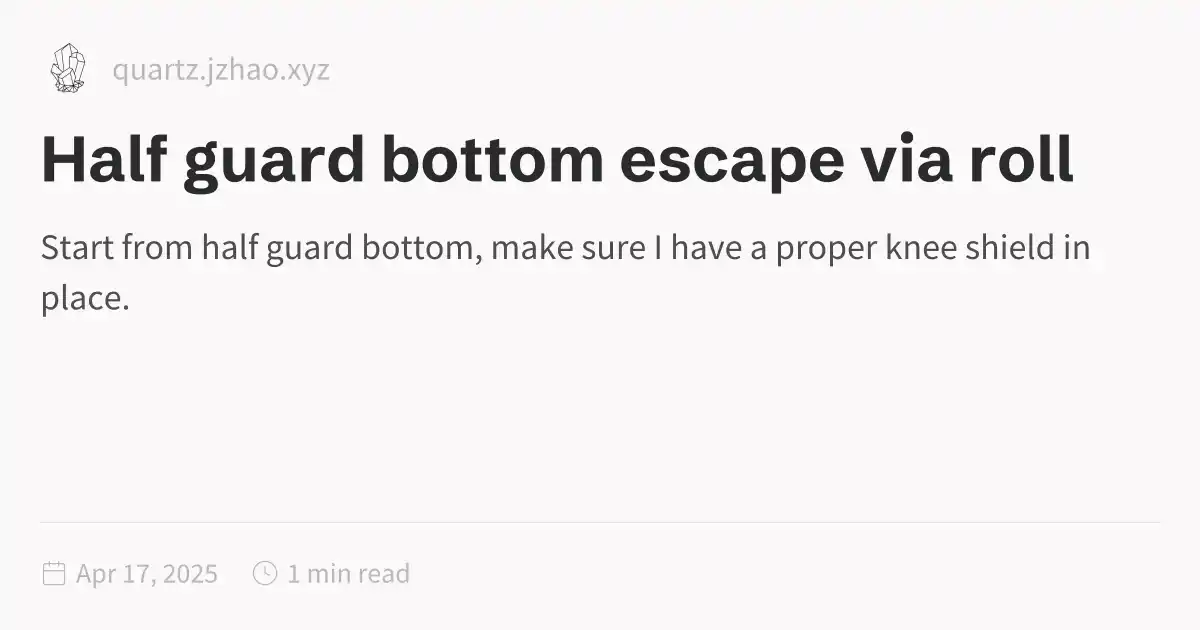 quartz.jzhao.xyz
Half guard bottom escape via roll
Start from half guard bottom, make sure I have a proper knee shield in
place.
Apr 17, 2025 1 min read